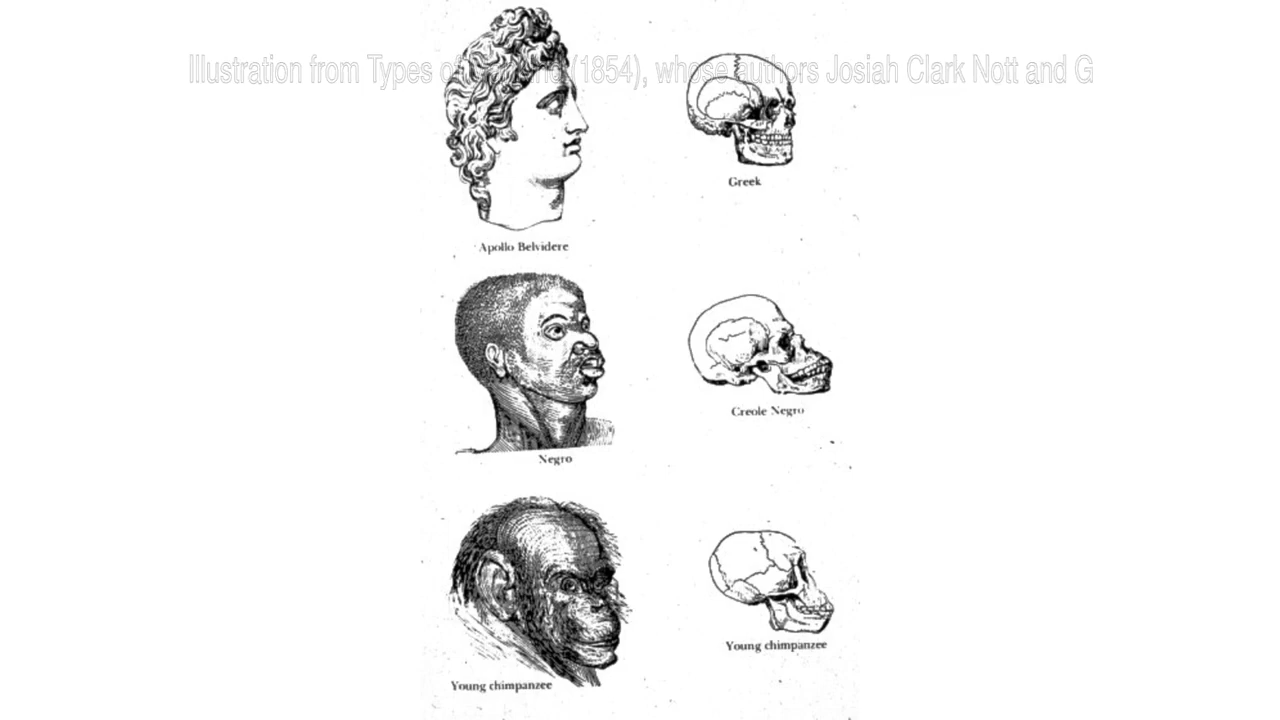 Illustration from Types of (1854), whose authors Josiah Clark Nott and G
Greek
Apollo Belvidere
Creole Negro
Negro
Young chimpanzee
Young chimpanzee